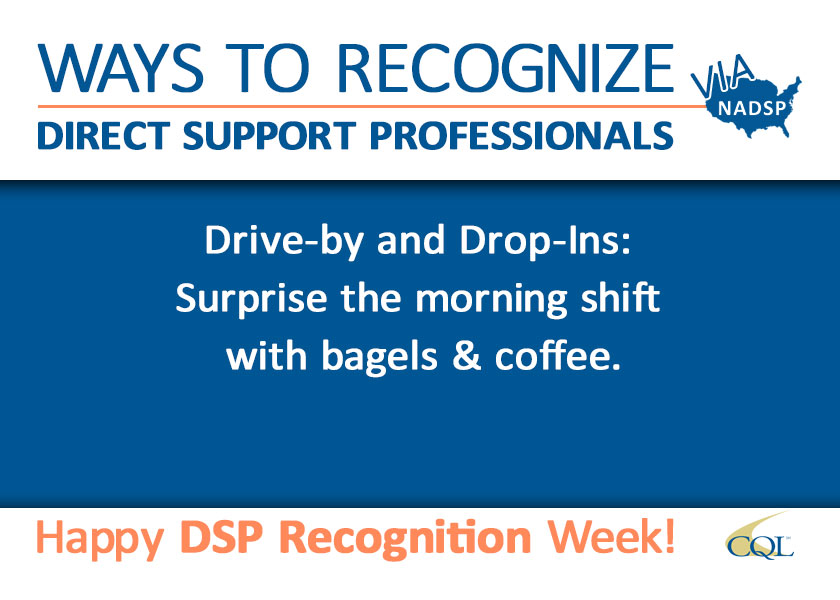 WAYS TO RECOGNIZE
VIA
NADSP
DIRECT SUPPORT PROFESSIONALS
Drive-by and Drop-Ins:
Surprise the morning shift
with bagels & coffee.
Happy DSP Recognition Week!
CQL™